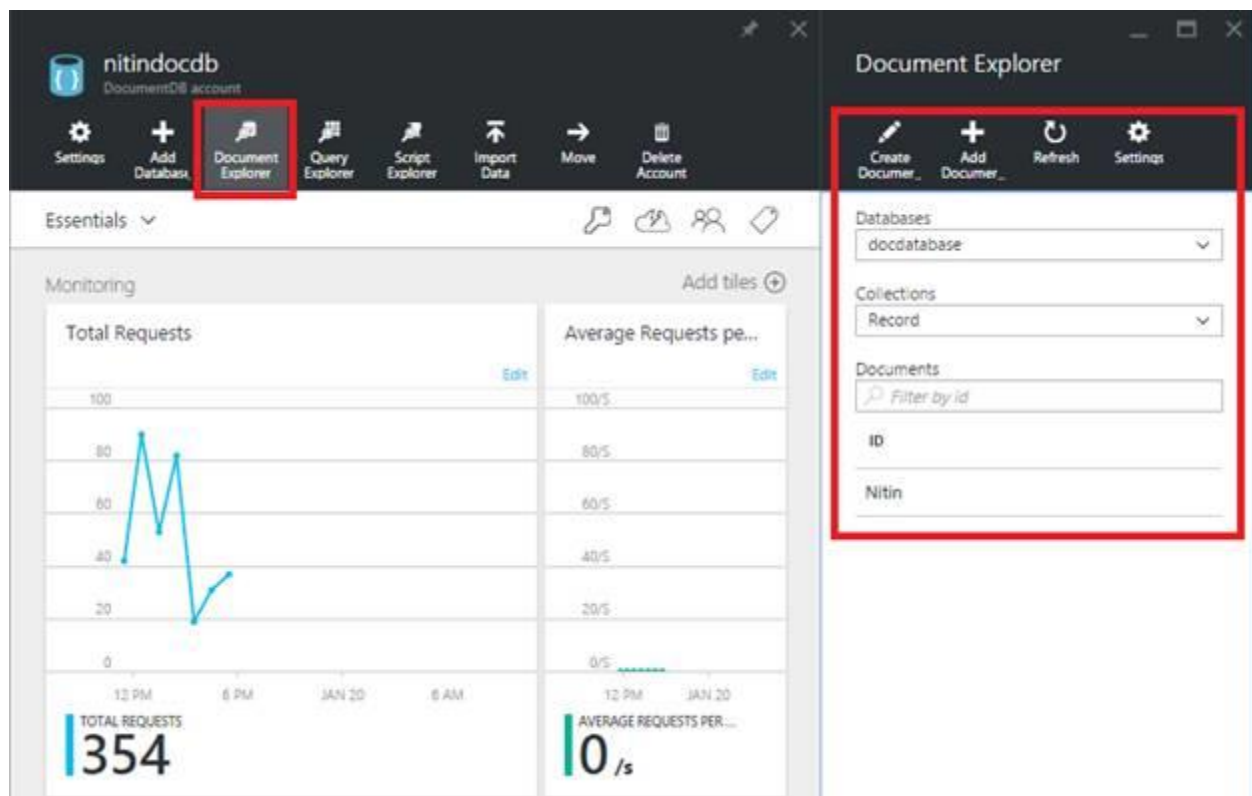 nitindocdb
DocumentDB account
Settings
Add Databas
Document Explorer
Query Explorer
Script Explorer
Import Data
Move
Delete Account
Essentials
Monitoring
Add tiles
Total Requests
Edit
100
80
60
40
20
0
12 PM 6 PM JAN 20 6 AM
TOTAL REQUESTS
354
Average Requests pe...
Edit
100/S
80/S
60/S
40/S
20/S
0/S
12 PM JAN 20
AVERAGE REQUESTS PER ...
0 /s
Document Explorer
Create Documer...
Add Documer...
Refresh
Settings
Databases
docdatabase
Collections
Record
Documents
Filter by id
ID
Nitin